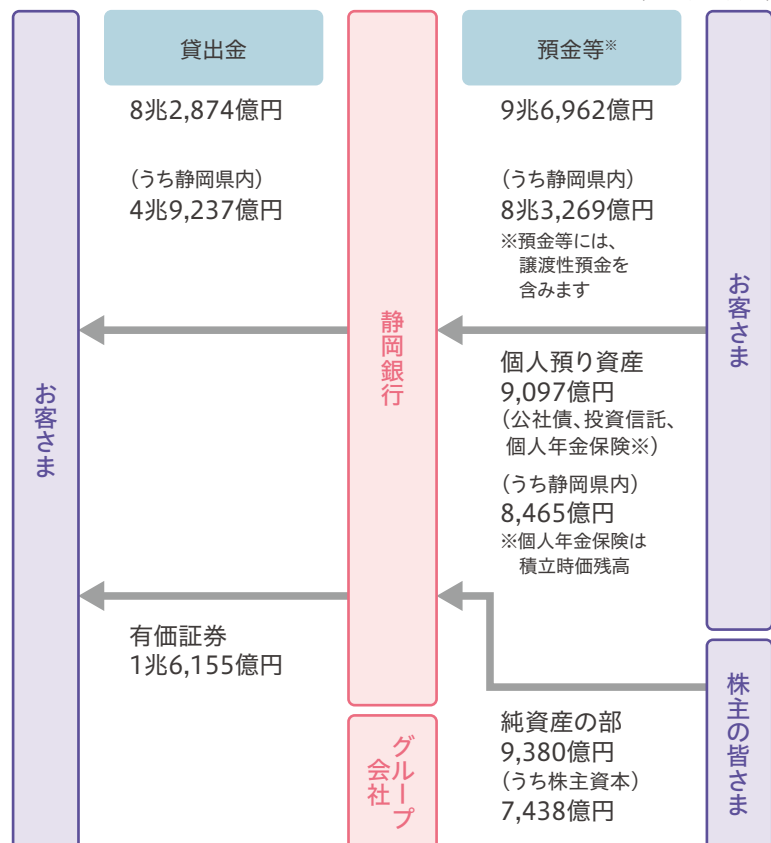 お客さま
貸出金
8兆2,874億円
(うち静岡県内)
4兆9,237億円
有価証券
1兆6,155億円
静岡銀行
グループ
会社
預金等※
9兆6,962億円
(うち静岡県内)
8兆3,269億円
※預金等には、
譲渡性預金を
含みます
個人預り資産
9,097億円
(公社債、投資信託、
個人年金保険※)
(うち静岡県内)
8,465億円
※個人年金保険は
積立時価残高
純資産の部
9,380億円
(うち株主資本)
7,438億円
お客さま
株主の皆さま